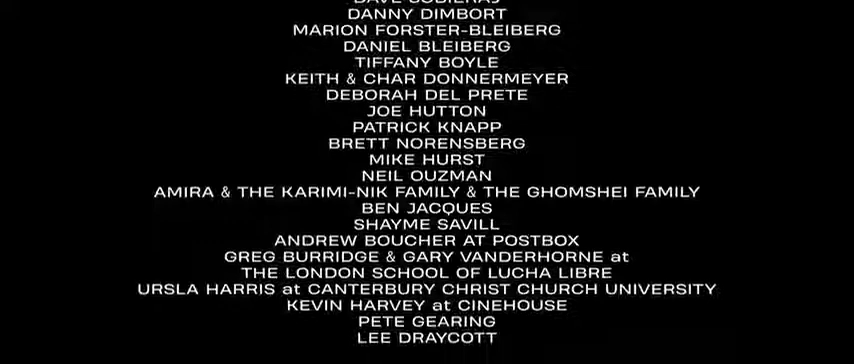 DAVE SOBIERAJ
DANNY DIMBORT
MARION FORSTER-BLEIBERG
DANIEL BLEIBERG
TIFFANY BOYLE
KEITH & CHAR DONNERMEYER
DEBORAH DEL PRETE
JOE HUTTON
PATRICK KNAPP
BRETT NORENSBERG
MIKE HURST
NEIL OUZMAN
AMIRA & THE KARIMI-NIK FAMILY & THE GHOMSHEI FAMILY
BEN JACQUES
SHAYME SAVILL
ANDREW BOUCHER AT POSTBOX
GREG BURRIDGE & GARY VANDERHORNE at
THE LONDON SCHOOL OF LUCHA LIBRE
URSLA HARRIS at CANTERBURY CHRIST CHURCH UNIVERSITY
KEVIN HARVEY at CINEHOUSE
PETE GEARING
LEE DRAYCOTT